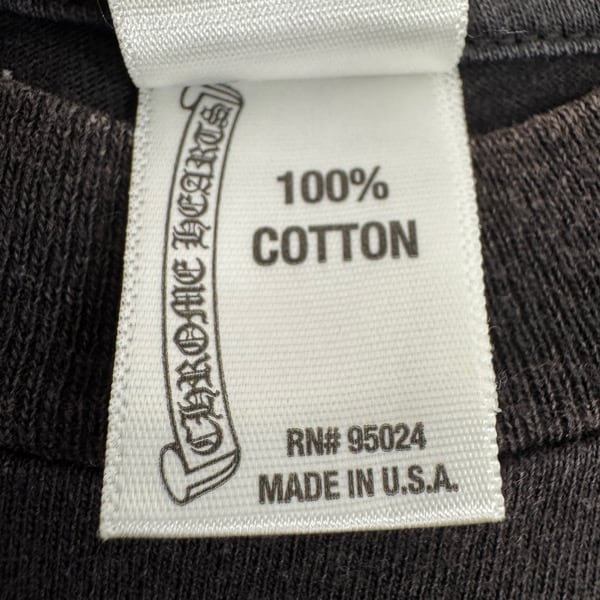 CHROME HEARTS
100%
COTTON
RN# 95024
MADE IN U.S.A.